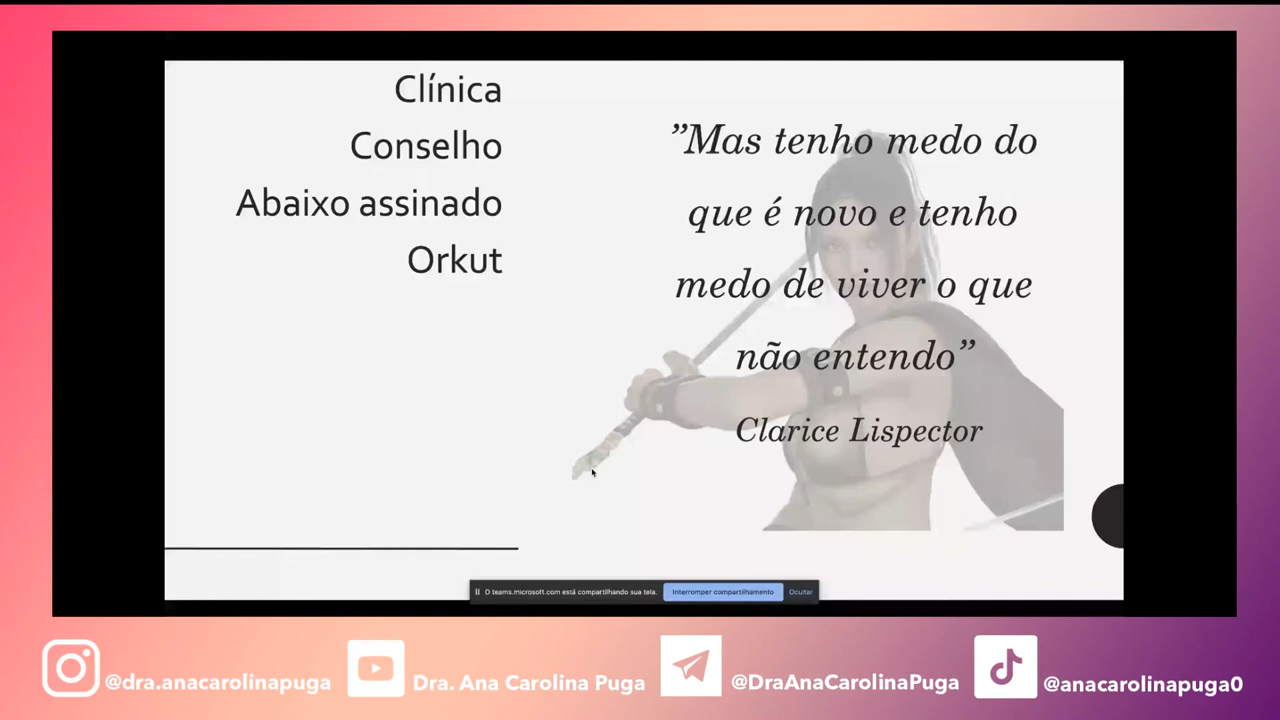 Clínica
Conselho
Abaixo assinado
Orkut
”Mas tenho medo do
que é novo e tenho
medo de viver o que
não entendo”
Clarice Lispector
O teams.microsoft.com está compartilhando sua tela. Interromper compartilhamento Ocultar
@dra.anacarolinapuga Dra. Ana Carolina Puga @DraAnaCarolinaPuga @anacarolinapuga0